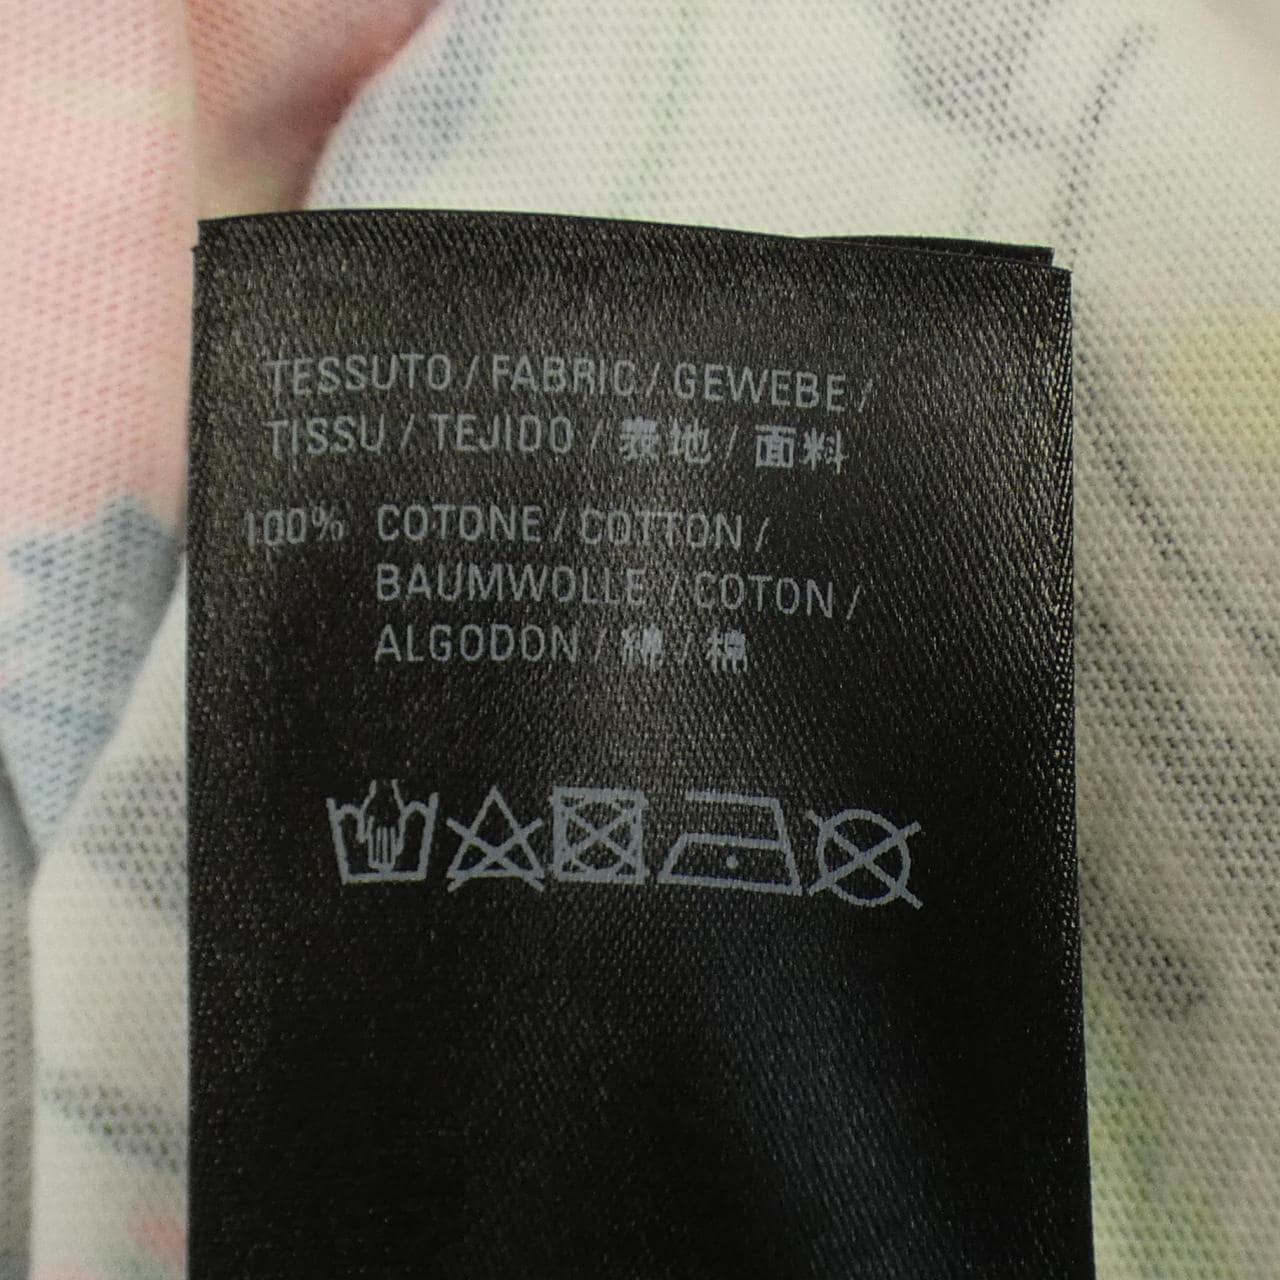 TESSUTO / FABRIC / GEWEBE /
TISSU / TEJIDO / 表地 / 面料
100% COTONE / COTTON /
BAUMWOLLE / COTON /
ALGODON / 綿 / 棉